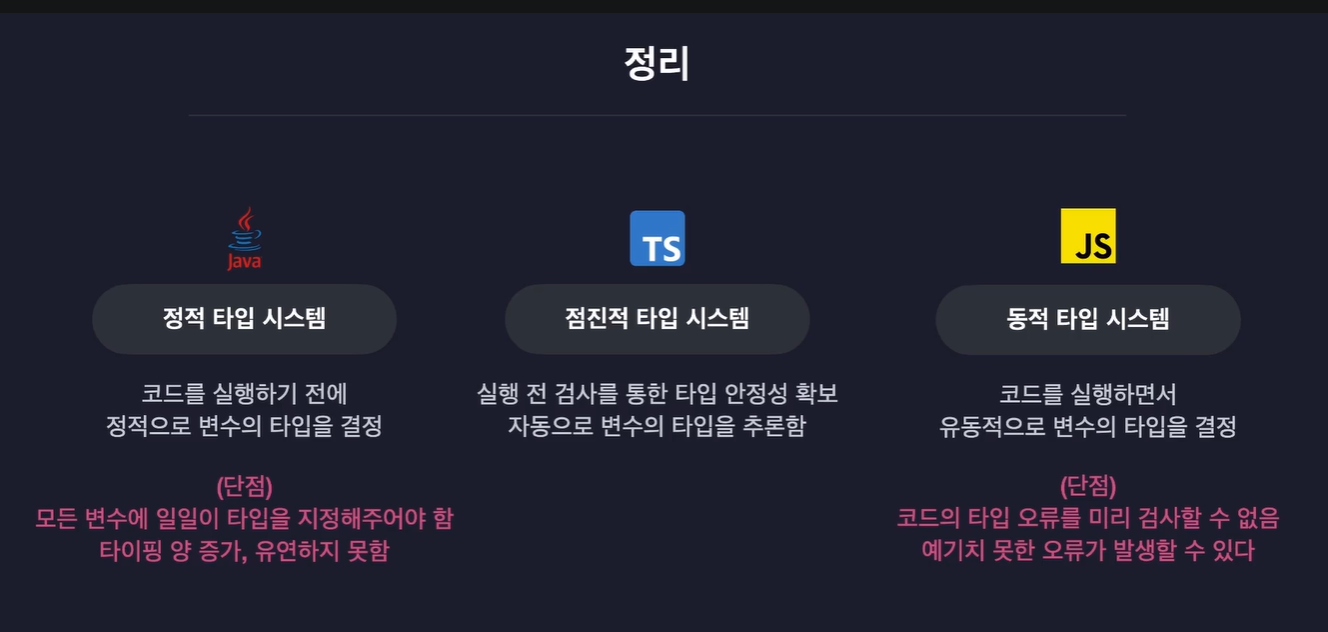 정리
Java
정적 타입 시스템
코드를 실행하기 전에
정적으로 변수의 타입을 결정
(단점)
모든 변수에 일일이 타입을 지정해주어야 함
타이핑 양 증가, 유연하지 못함
TS
점진적 타입 시스템
실행 전 검사를 통한 타입 안정성 확보
자동으로 변수의 타입을 추론함
JS
동적 타입 시스템
코드를 실행하면서
유동적으로 변수의 타입을 결정
(단점)
코드의 타입 오류를 미리 검사할 수 없음
예기치 못한 오류가 발생할 수 있다